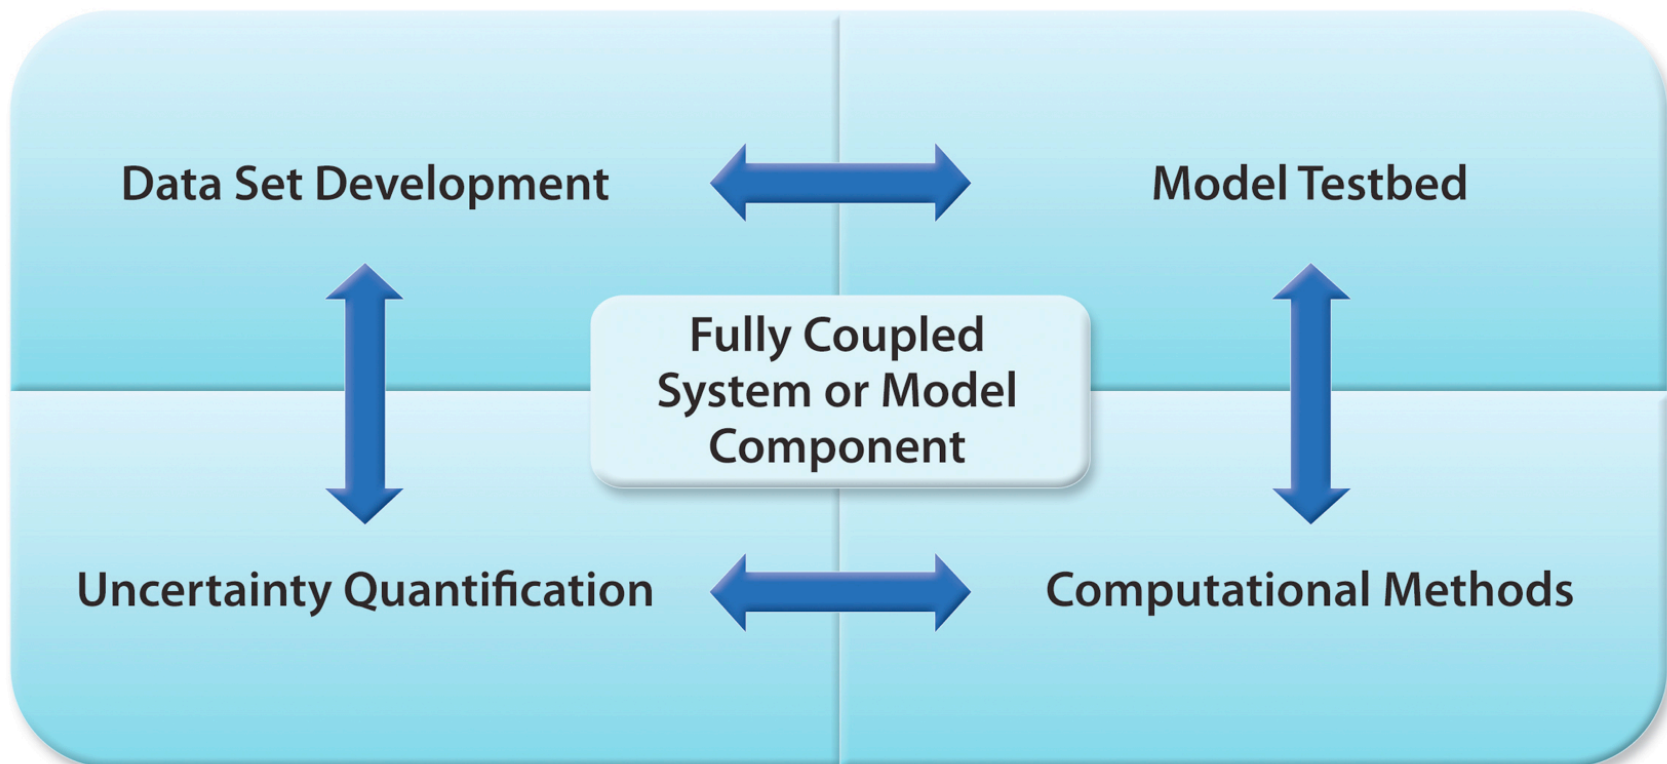 Data Set Development
Model Testbed
Fully Coupled
System or Model
Component
Uncertainty Quantification
Computational Methods